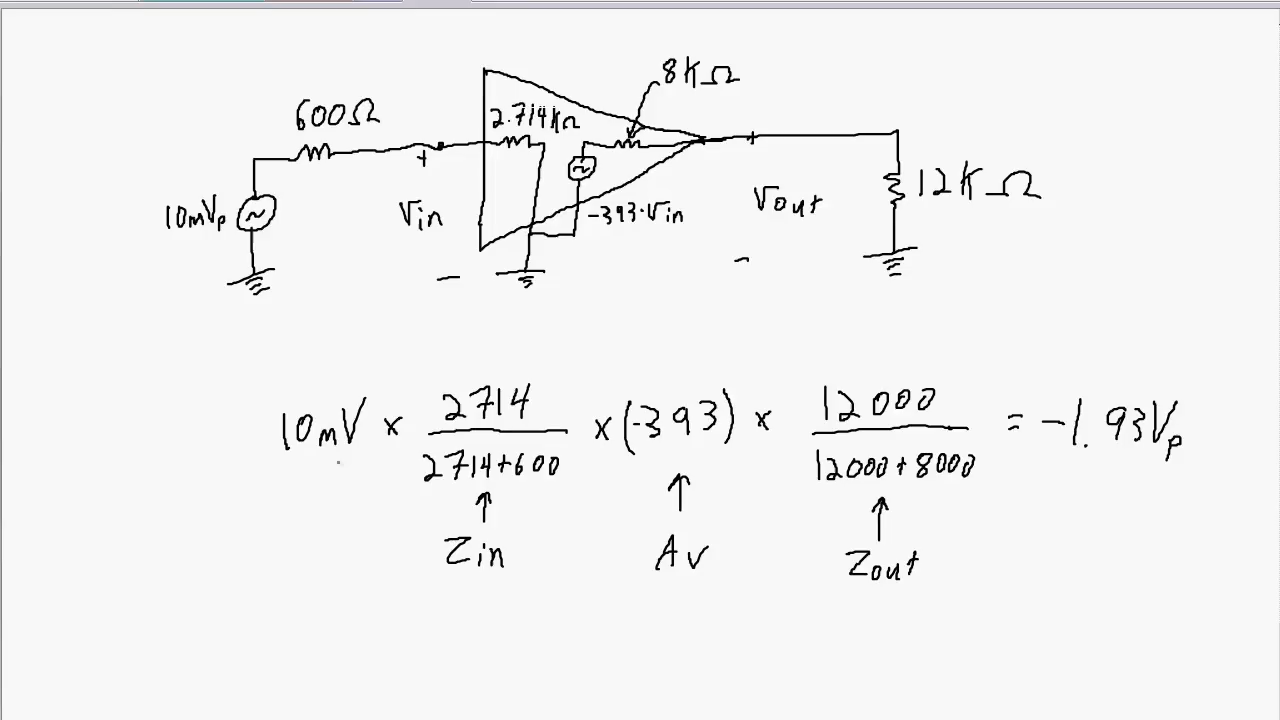 8KΩ
600Ω
2.714KΩ
10mVp
+
Vin
-
-393·Vin
+
Vout
-
12KΩ
10mV × 2714 / 2714+600 × (-393) × 12000 / 12000+8000 = -1.93Vp
↑ ↑ ↑
Zin Av Zout